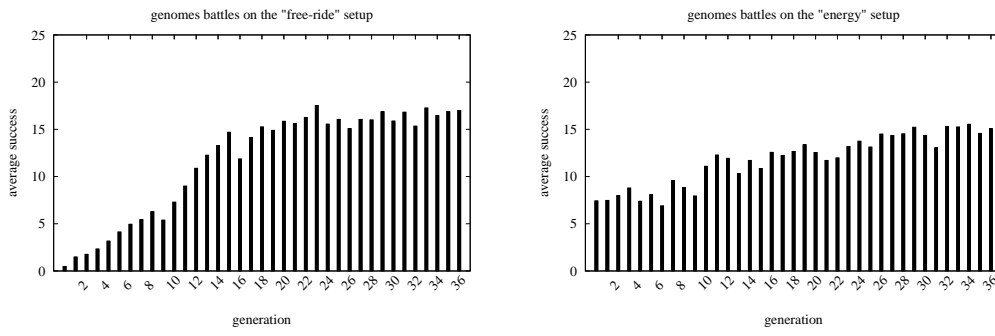 genomes battles on the "free-ride" setup
25
20
15
10
5
0
average success
2 4 6 8 10 12 14 16 18 20 22 24 26 28 30 32 34 36
generation
genomes battles on the "energy" setup
25
20
15
10
5
0
average success
2 4 6 8 10 12 14 16 18 20 22 24 26 28 30 32 34 36
generation